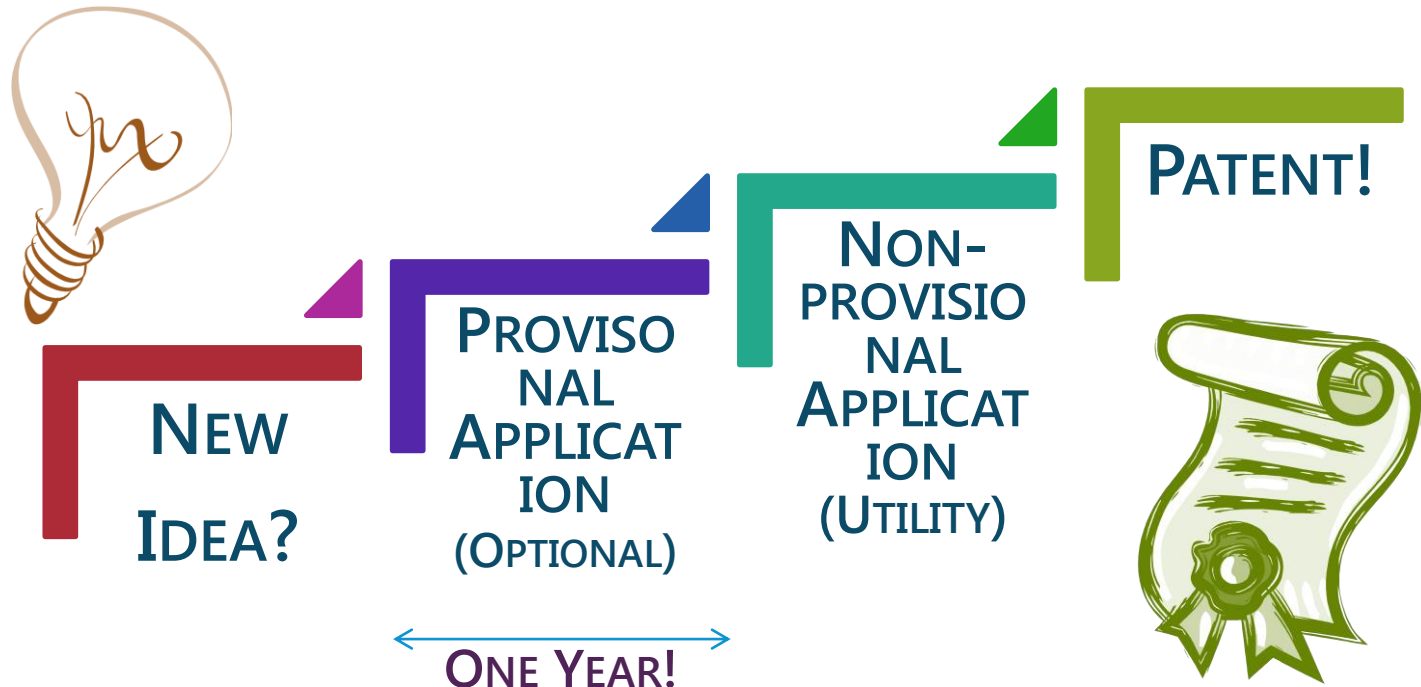 NEW
IDEA?
PROVISO
NAL
APPLICAT
ION
(OPTIONAL)
ONE YEAR!
NON-
PROVISIO
NAL
APPLICAT
ION
(UTILITY)
PATENT!